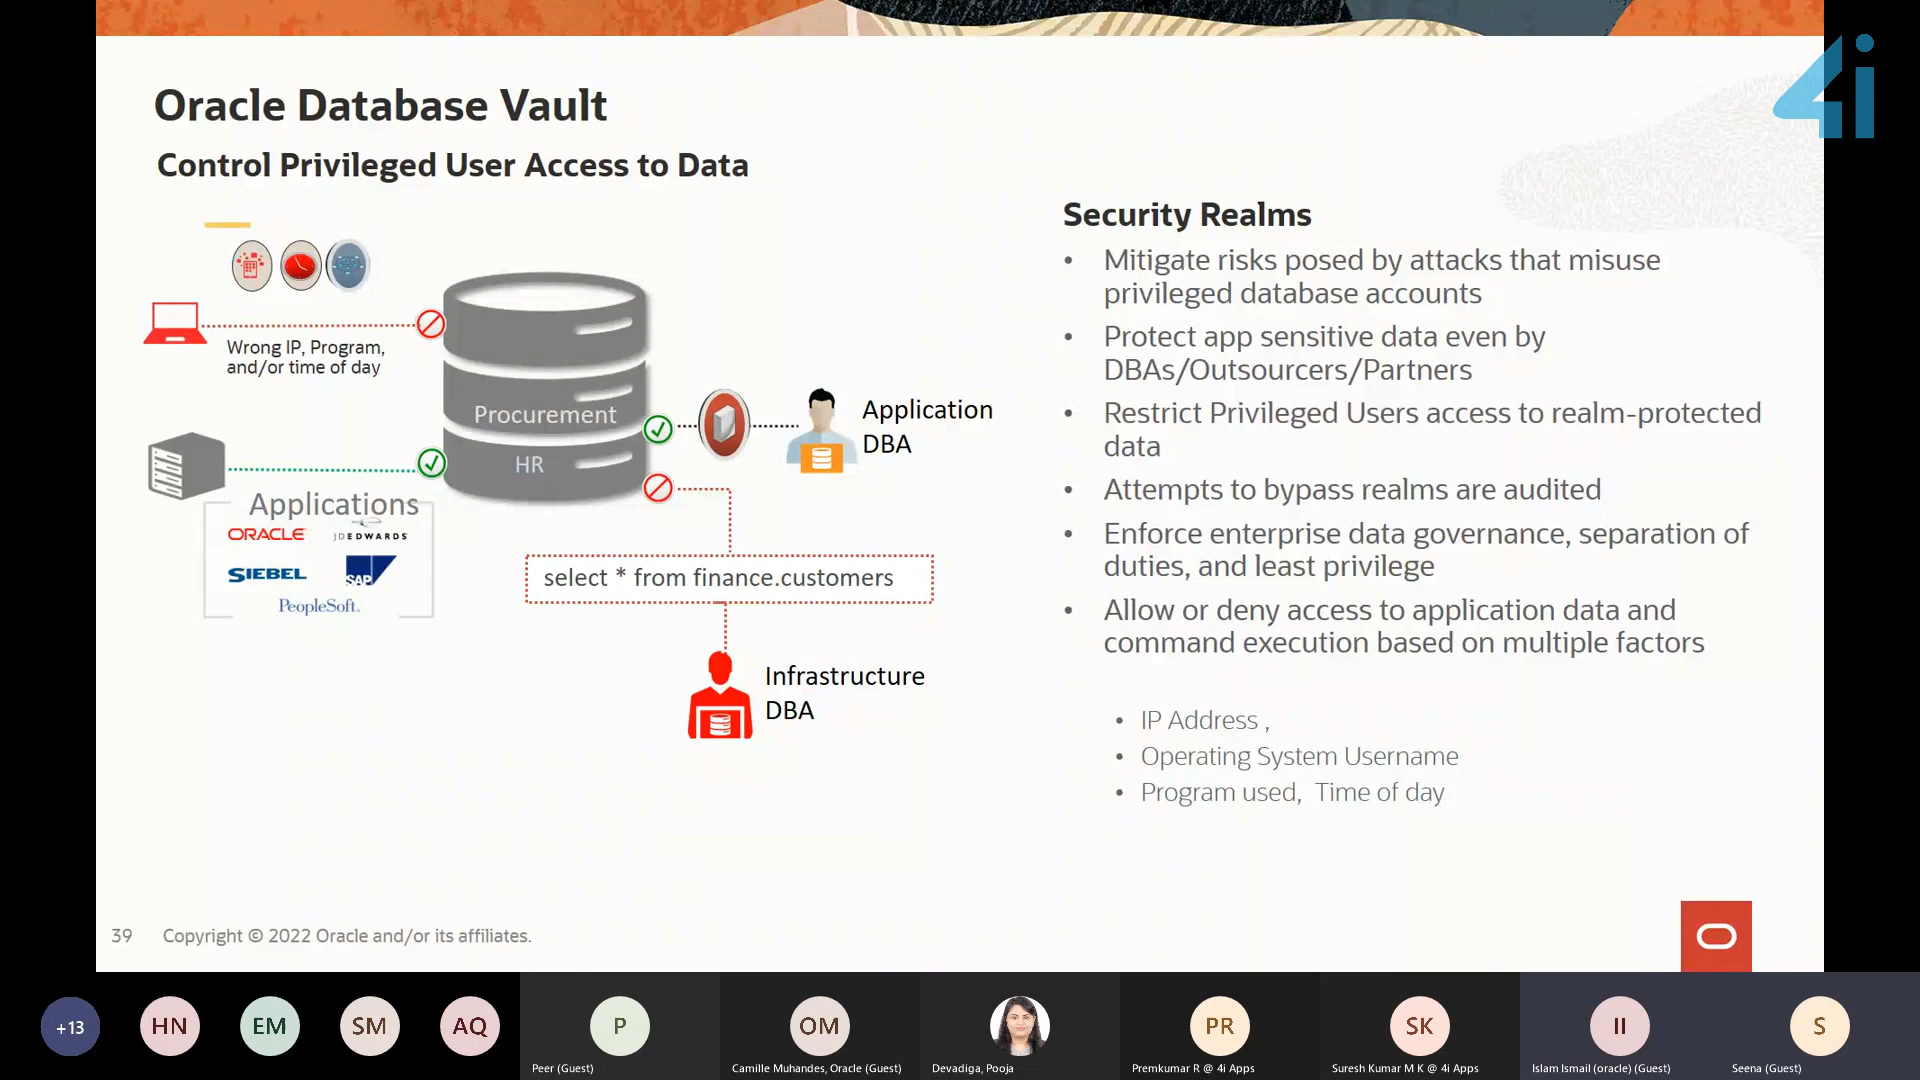 4i
Oracle Database Vault
Control Privileged User Access to Data
Wrong IP, Program,
and/or time of day
Procurement
HR
Applications
ORACLE
JDEDWARDS
SIEBEL
SAP
PeopleSoft.
Application
DBA
select * from finance.customers
Infrastructure
DBA
Security Realms
• Mitigate risks posed by attacks that misuse
privileged database accounts
• Protect app sensitive data even by
DBAs/Outsourcers/Partners
• Restrict Privileged Users access to realm-protected
data
• Attempts to bypass realms are audited
• Enforce enterprise data governance, separation of
duties, and least privilege
• Allow or deny access to application data and
command execution based on multiple factors
• IP Address ,
• Operating System Username
• Program used, Time of day
39 Copyright © 2022 Oracle and/or its affiliates.
+13
HN
EM
SM
AQ
P
Peer (Guest)
OM
Camille Muhandes, Oracle (Guest)
Devadiga, Pooja
PR
Premkumar R @ 4i Apps
SK
Suresh Kumar M K @ 4i Apps
II
Islam Ismail (oracle) (Guest)
S
Seena (Guest)